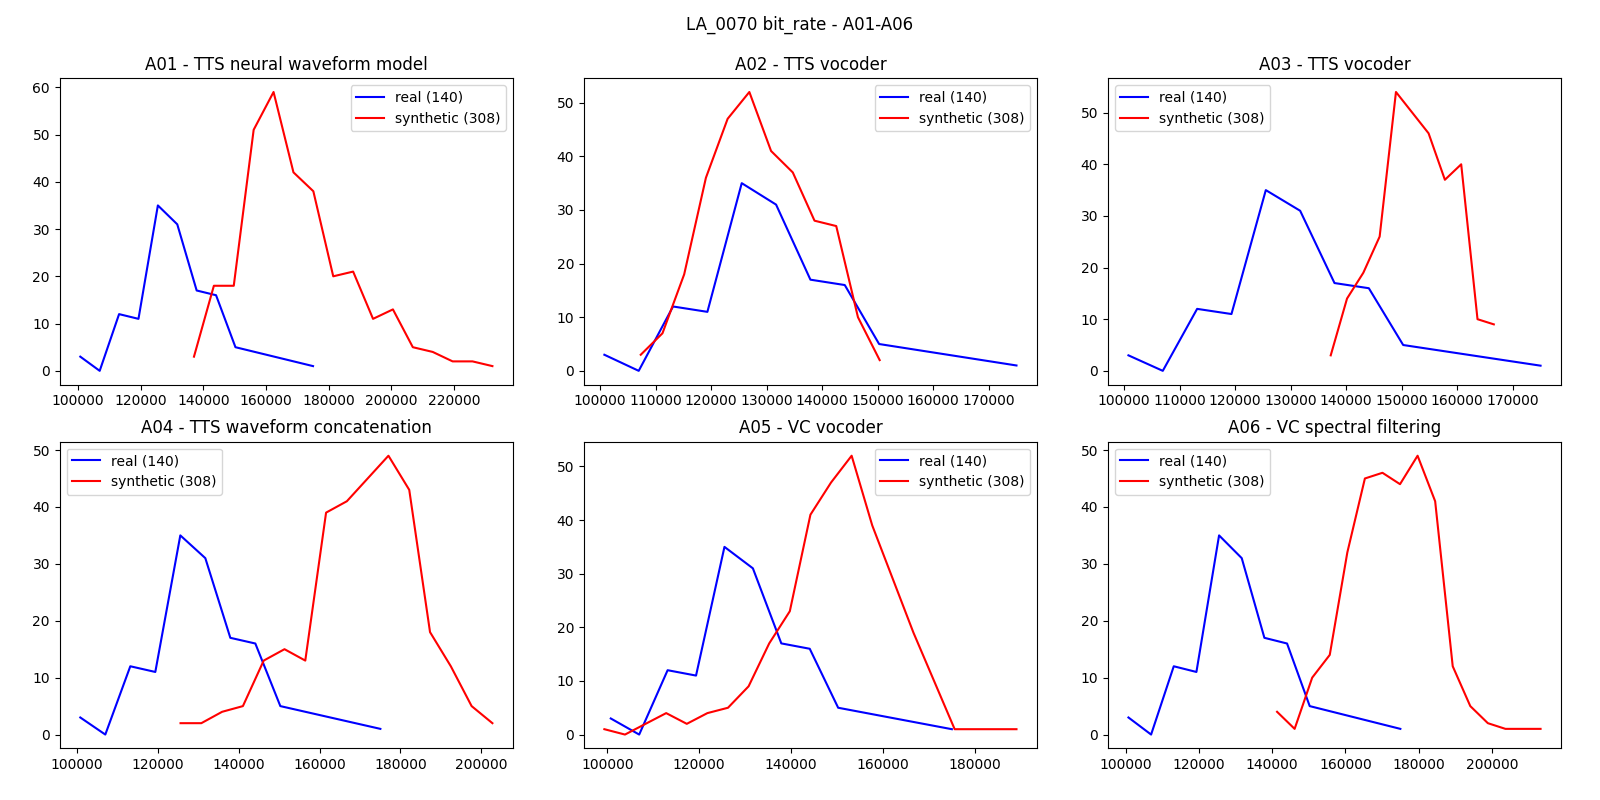 LA_0070 bit_rate - A01-A06
A01 - TTS neural waveform model
real (140)
synthetic (308)
60
50
40
30
20
10
0
100000 120000 140000 160000 180000 200000 220000
A02 - TTS vocoder
real (140)
synthetic (308)
50
40
30
20
10
0
100000 110000 120000 130000 140000 150000 160000 170000
A03 - TTS vocoder
real (140)
synthetic (308)
50
40
30
20
10
0
100000 110000 120000 130000 140000 150000 160000 170000
A04 - TTS waveform concatenation
real (140)
synthetic (308)
50
40
30
20
10
0
100000 120000 140000 160000 180000 200000
A05 - VC vocoder
real (140)
synthetic (308)
50
40
30
20
10
0
100000 120000 140000 160000 180000
A06 - VC spectral filtering
real (140)
synthetic (308)
50
40
30
20
10
0
100000 120000 140000 160000 180000 200000